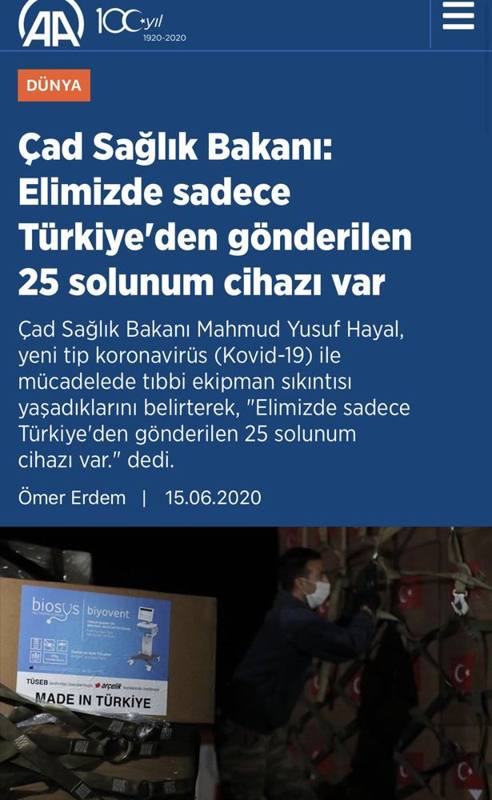 AA 100.yıl
1920-2020
DÜNYA
Çad Sağlık Bakanı:
Elimizde sadece
Türkiye'den gönderilen
25 solunum cihazı var
Çad Sağlık Bakanı Mahmud Yusuf Hayal,
yeni tip koronavirüs (Kovid-19) ile
mücadelede tıbbi ekipman sıkıntısı
yaşadıklarını belirterek, "Elimizde sadece
Türkiye'den gönderilen 25 solunum
cihazı var." dedi.
Ömer Erdem | 15.06.2020
biosys biyovent
TÜSEB
arçelik
MADE IN TÜRKİYE